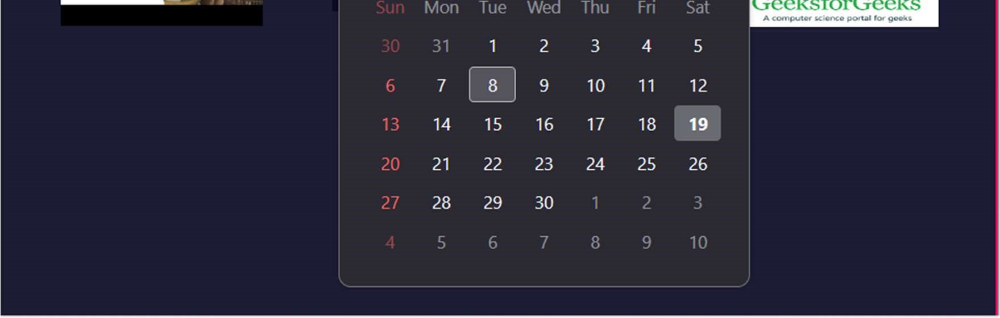 Sun Mon Tue Wed Thu Fri Sat
GeeksforGeeks
A computer science portal for geeks
30 31 1 2 3 4 5
6 7 8 9 10 11 12
13 14 15 16 17 18 19
20 21 22 23 24 25 26
27 28 29 30 1 2 3
4 5 6 7 8 9 10